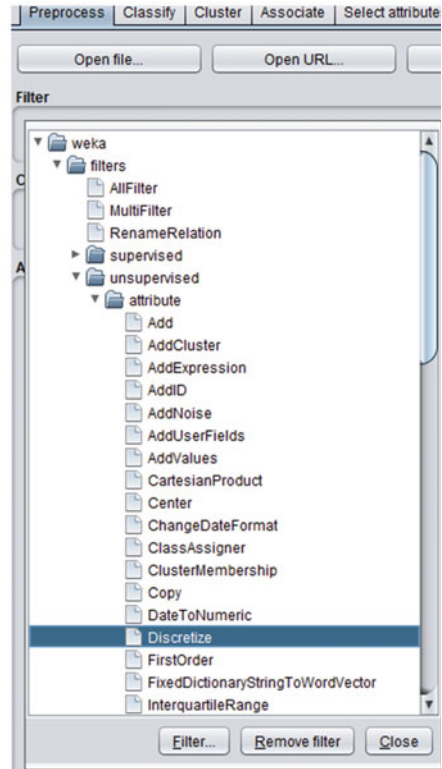 Preprocess Classify Cluster Associate Select attribute
Open file... Open URL...
Filter
weka
filters
AllFilter
MultiFilter
RenameRelation
supervised
unsupervised
attribute
Add
AddCluster
AddExpression
AddID
AddNoise
AddUserFields
AddValues
CartesianProduct
Center
ChangeDateFormat
ClassAssigner
ClusterMembership
Copy
DateToNumeric
Discretize
FirstOrder
FixedDictionaryStringToWordVector
InterquartileRange
Filter... Remove filter Close